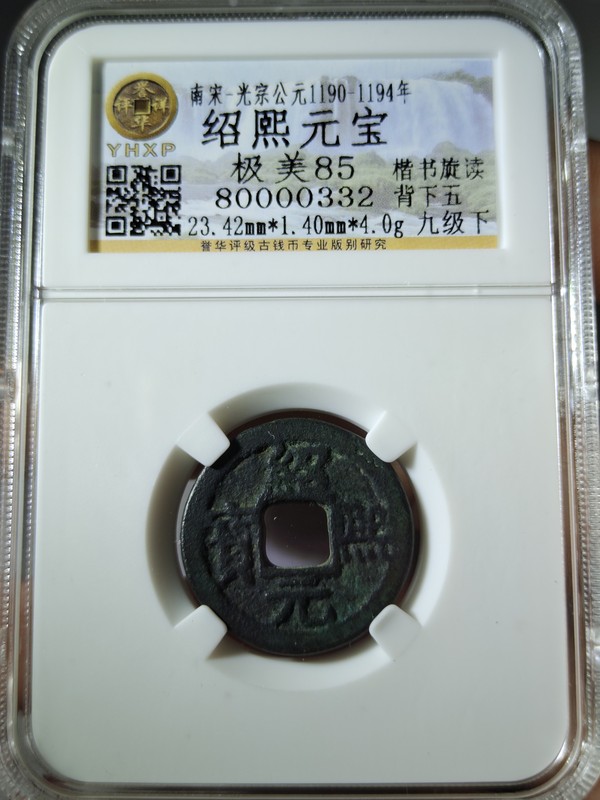 南宋-光宗公元1190-1194年
绍熙元宝
YHXP
极美85 楷书旋读
80000332 背下五
23.42mm*1.40mm*4.0g 九级下
誉华评级古钱币专业版别研究
紹
熙
元
寶